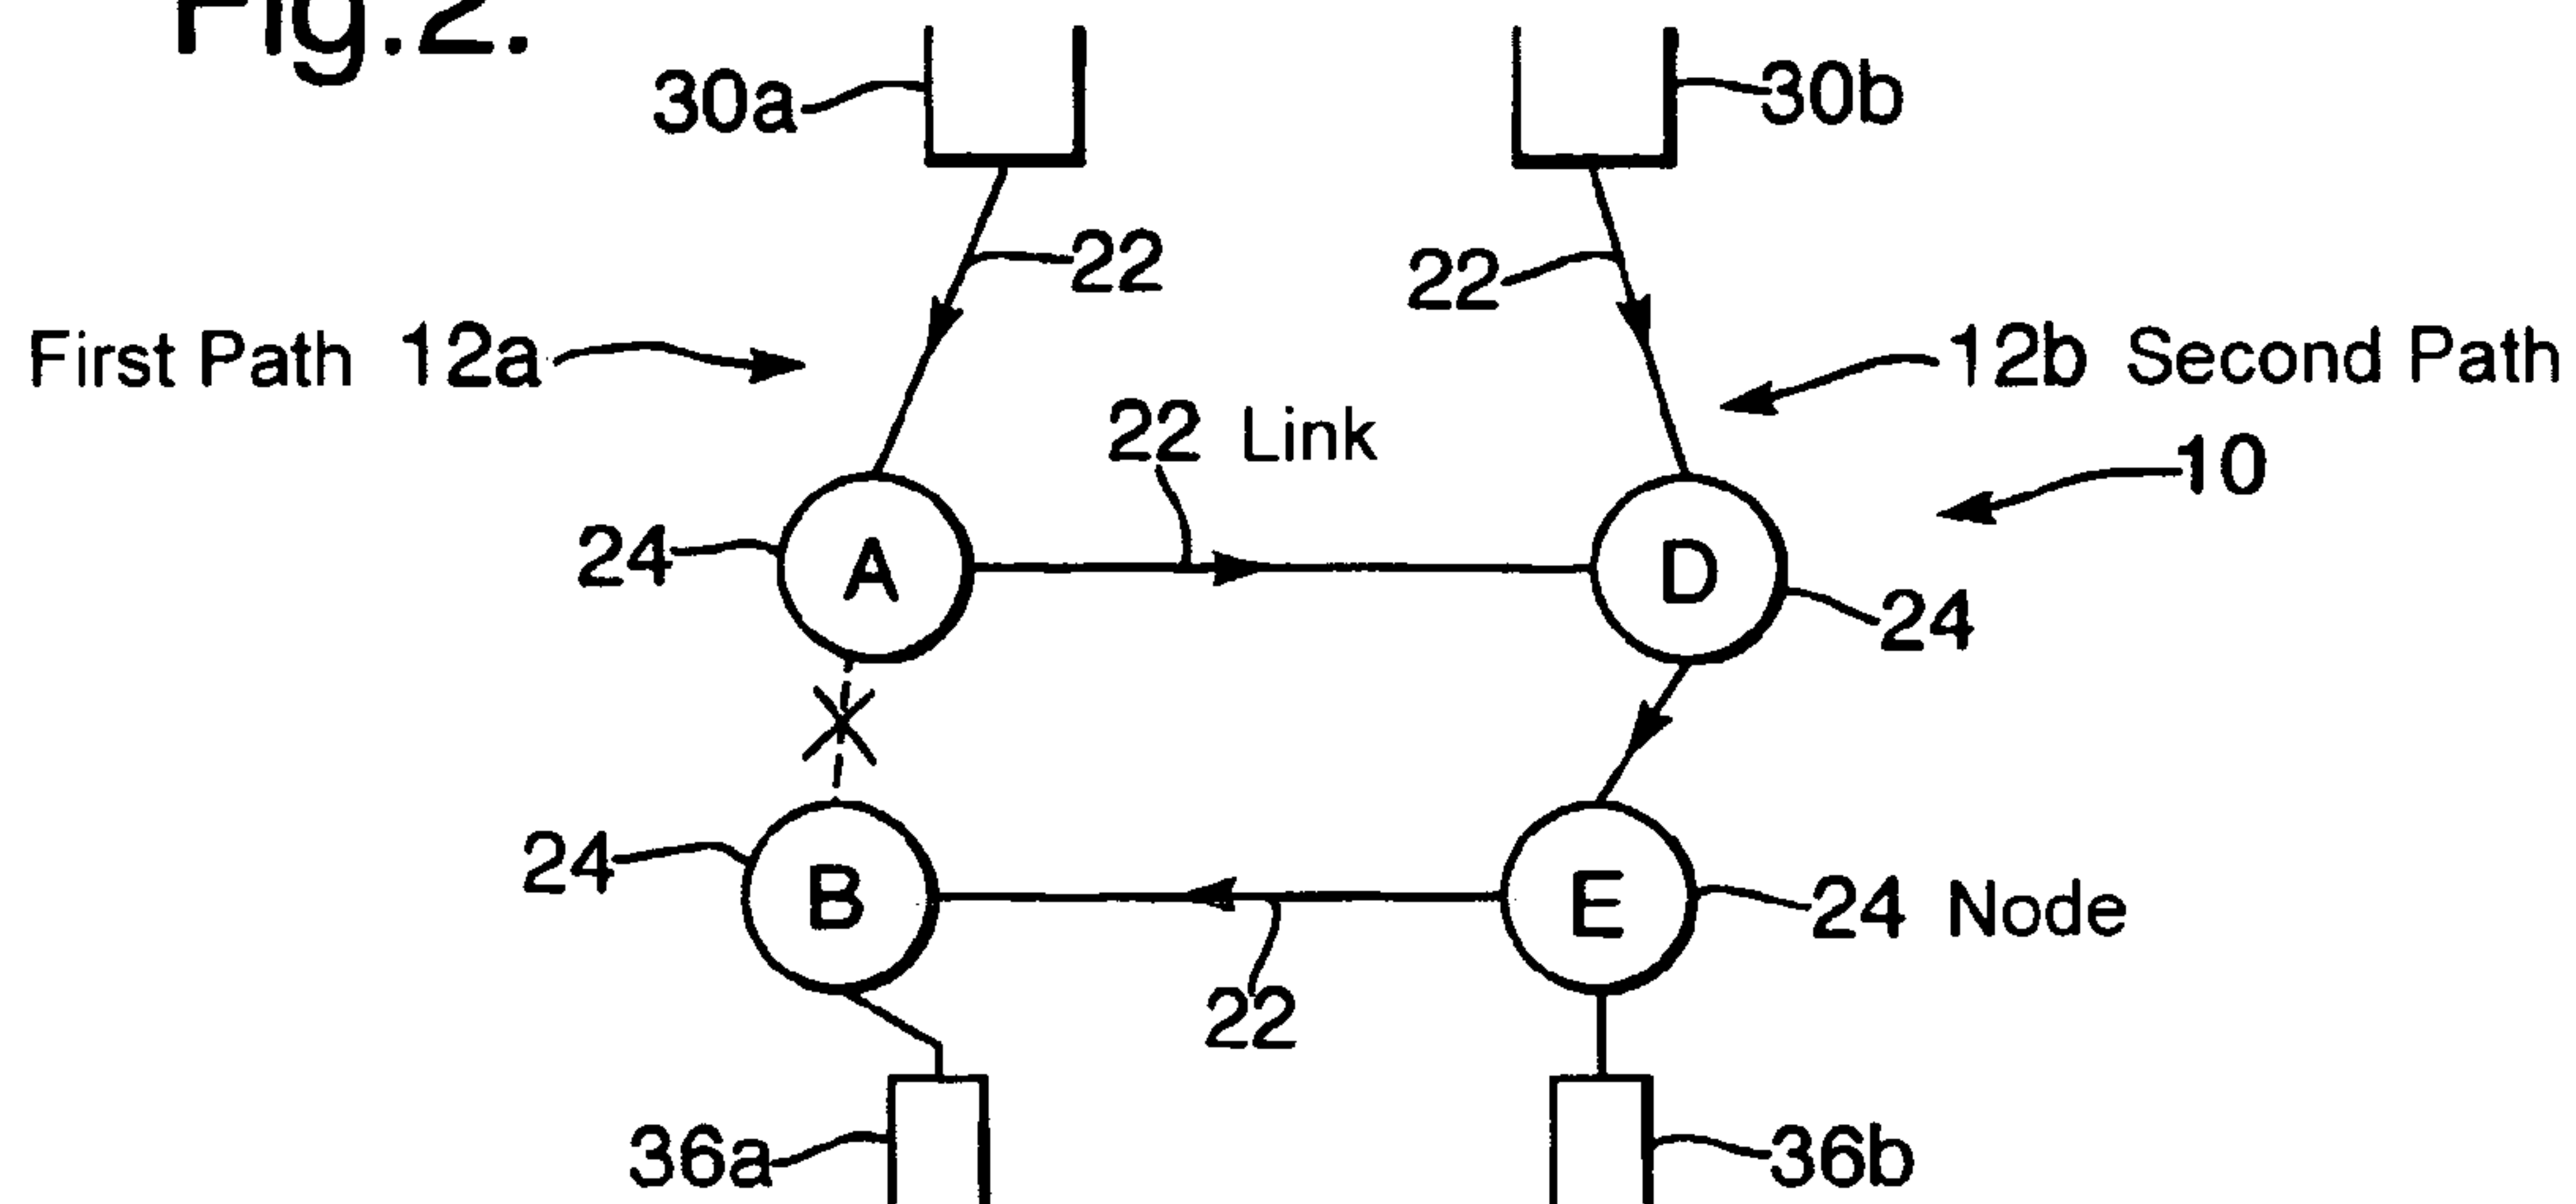 Fig.2.
30a
30b
22
22
First Path 12a
12b Second Path
22 Link
10
24
A
D
24
24
B
E
24 Node
22
36a
36b